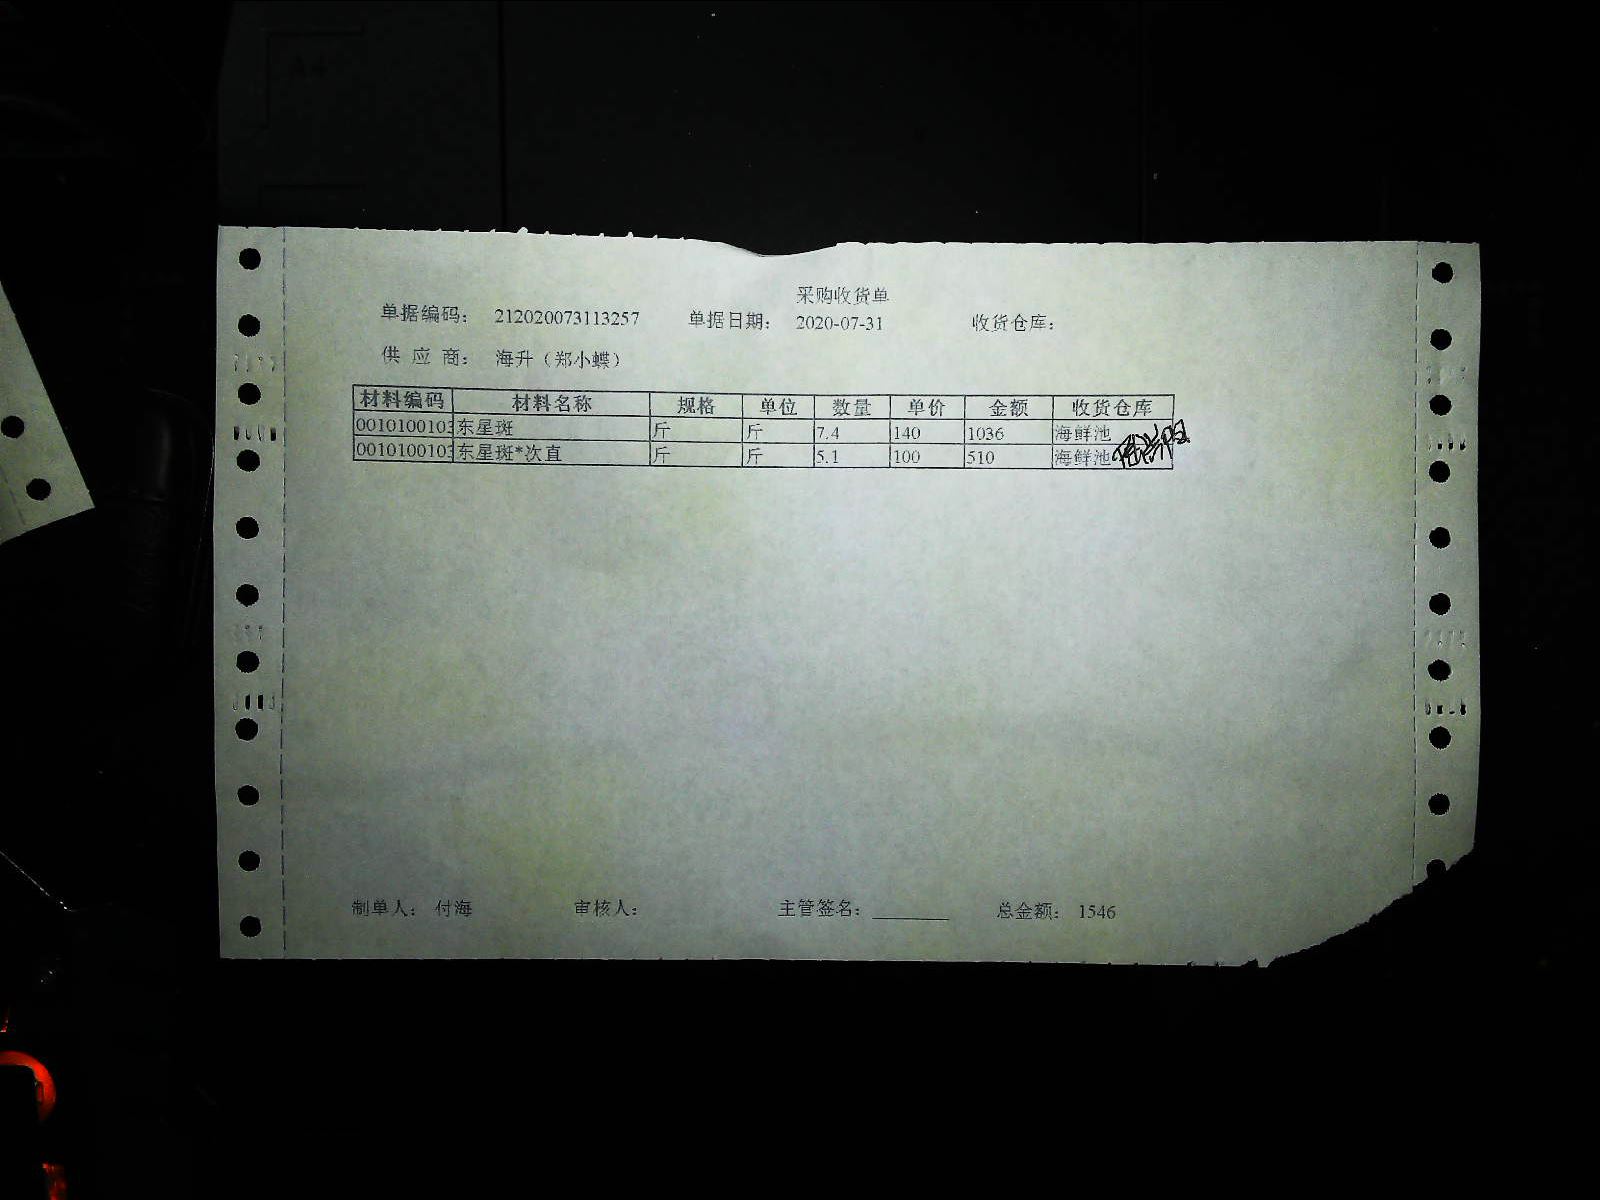 采购收货单
单据编码： 212020073113257 单据日期： 2020-07-31 收货仓库：
供 应 商： 海升（郑小蝶）
材料编码 材料名称 规格 单位 数量 单价 金额 收货仓库
0010100103 东星斑 斤 斤 7.4 140 1036 海鲜池
0010100103 东星斑*次直 斤 斤 5.1 100 510 海鲜池
制单人： 付海 审核人： 主管签名： 总金额： 1546